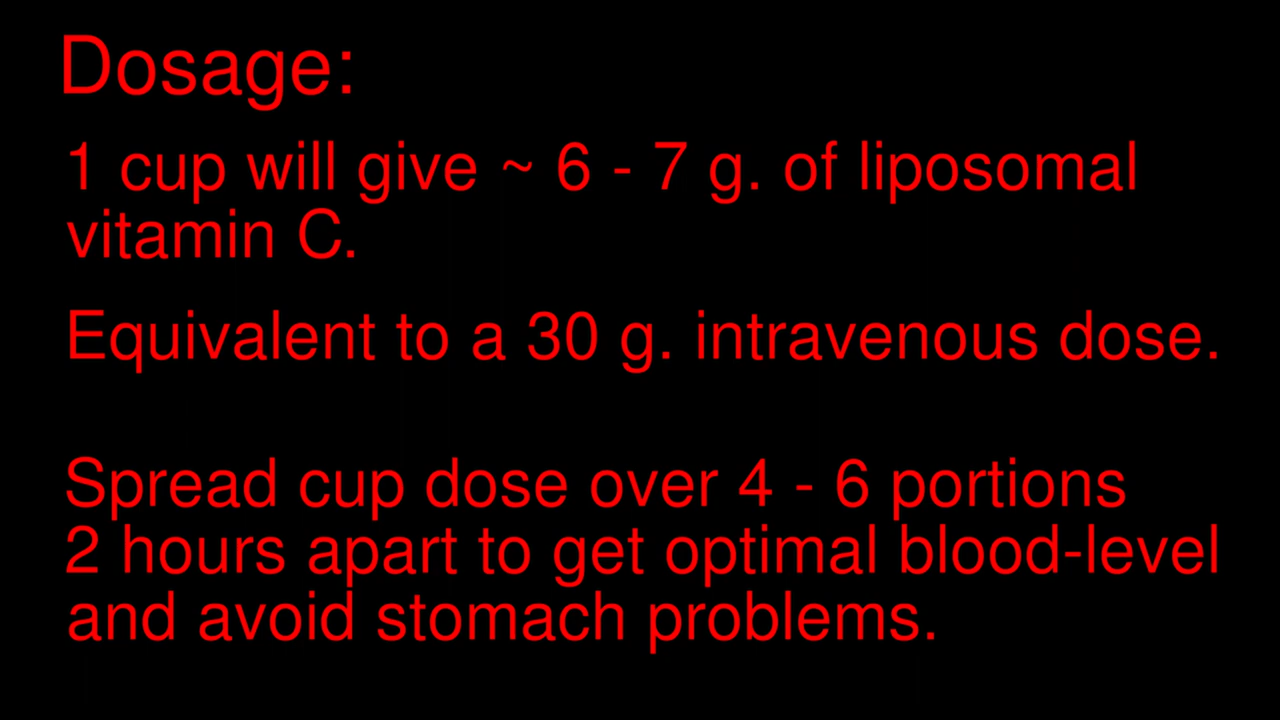 Dosage:
1 cup will give ~ 6 - 7 g. of liposomal
vitamin C.
Equivalent to a 30 g. intravenous dose.
Spread cup dose over 4 - 6 portions
2 hours apart to get optimal blood-level
and avoid stomach problems.